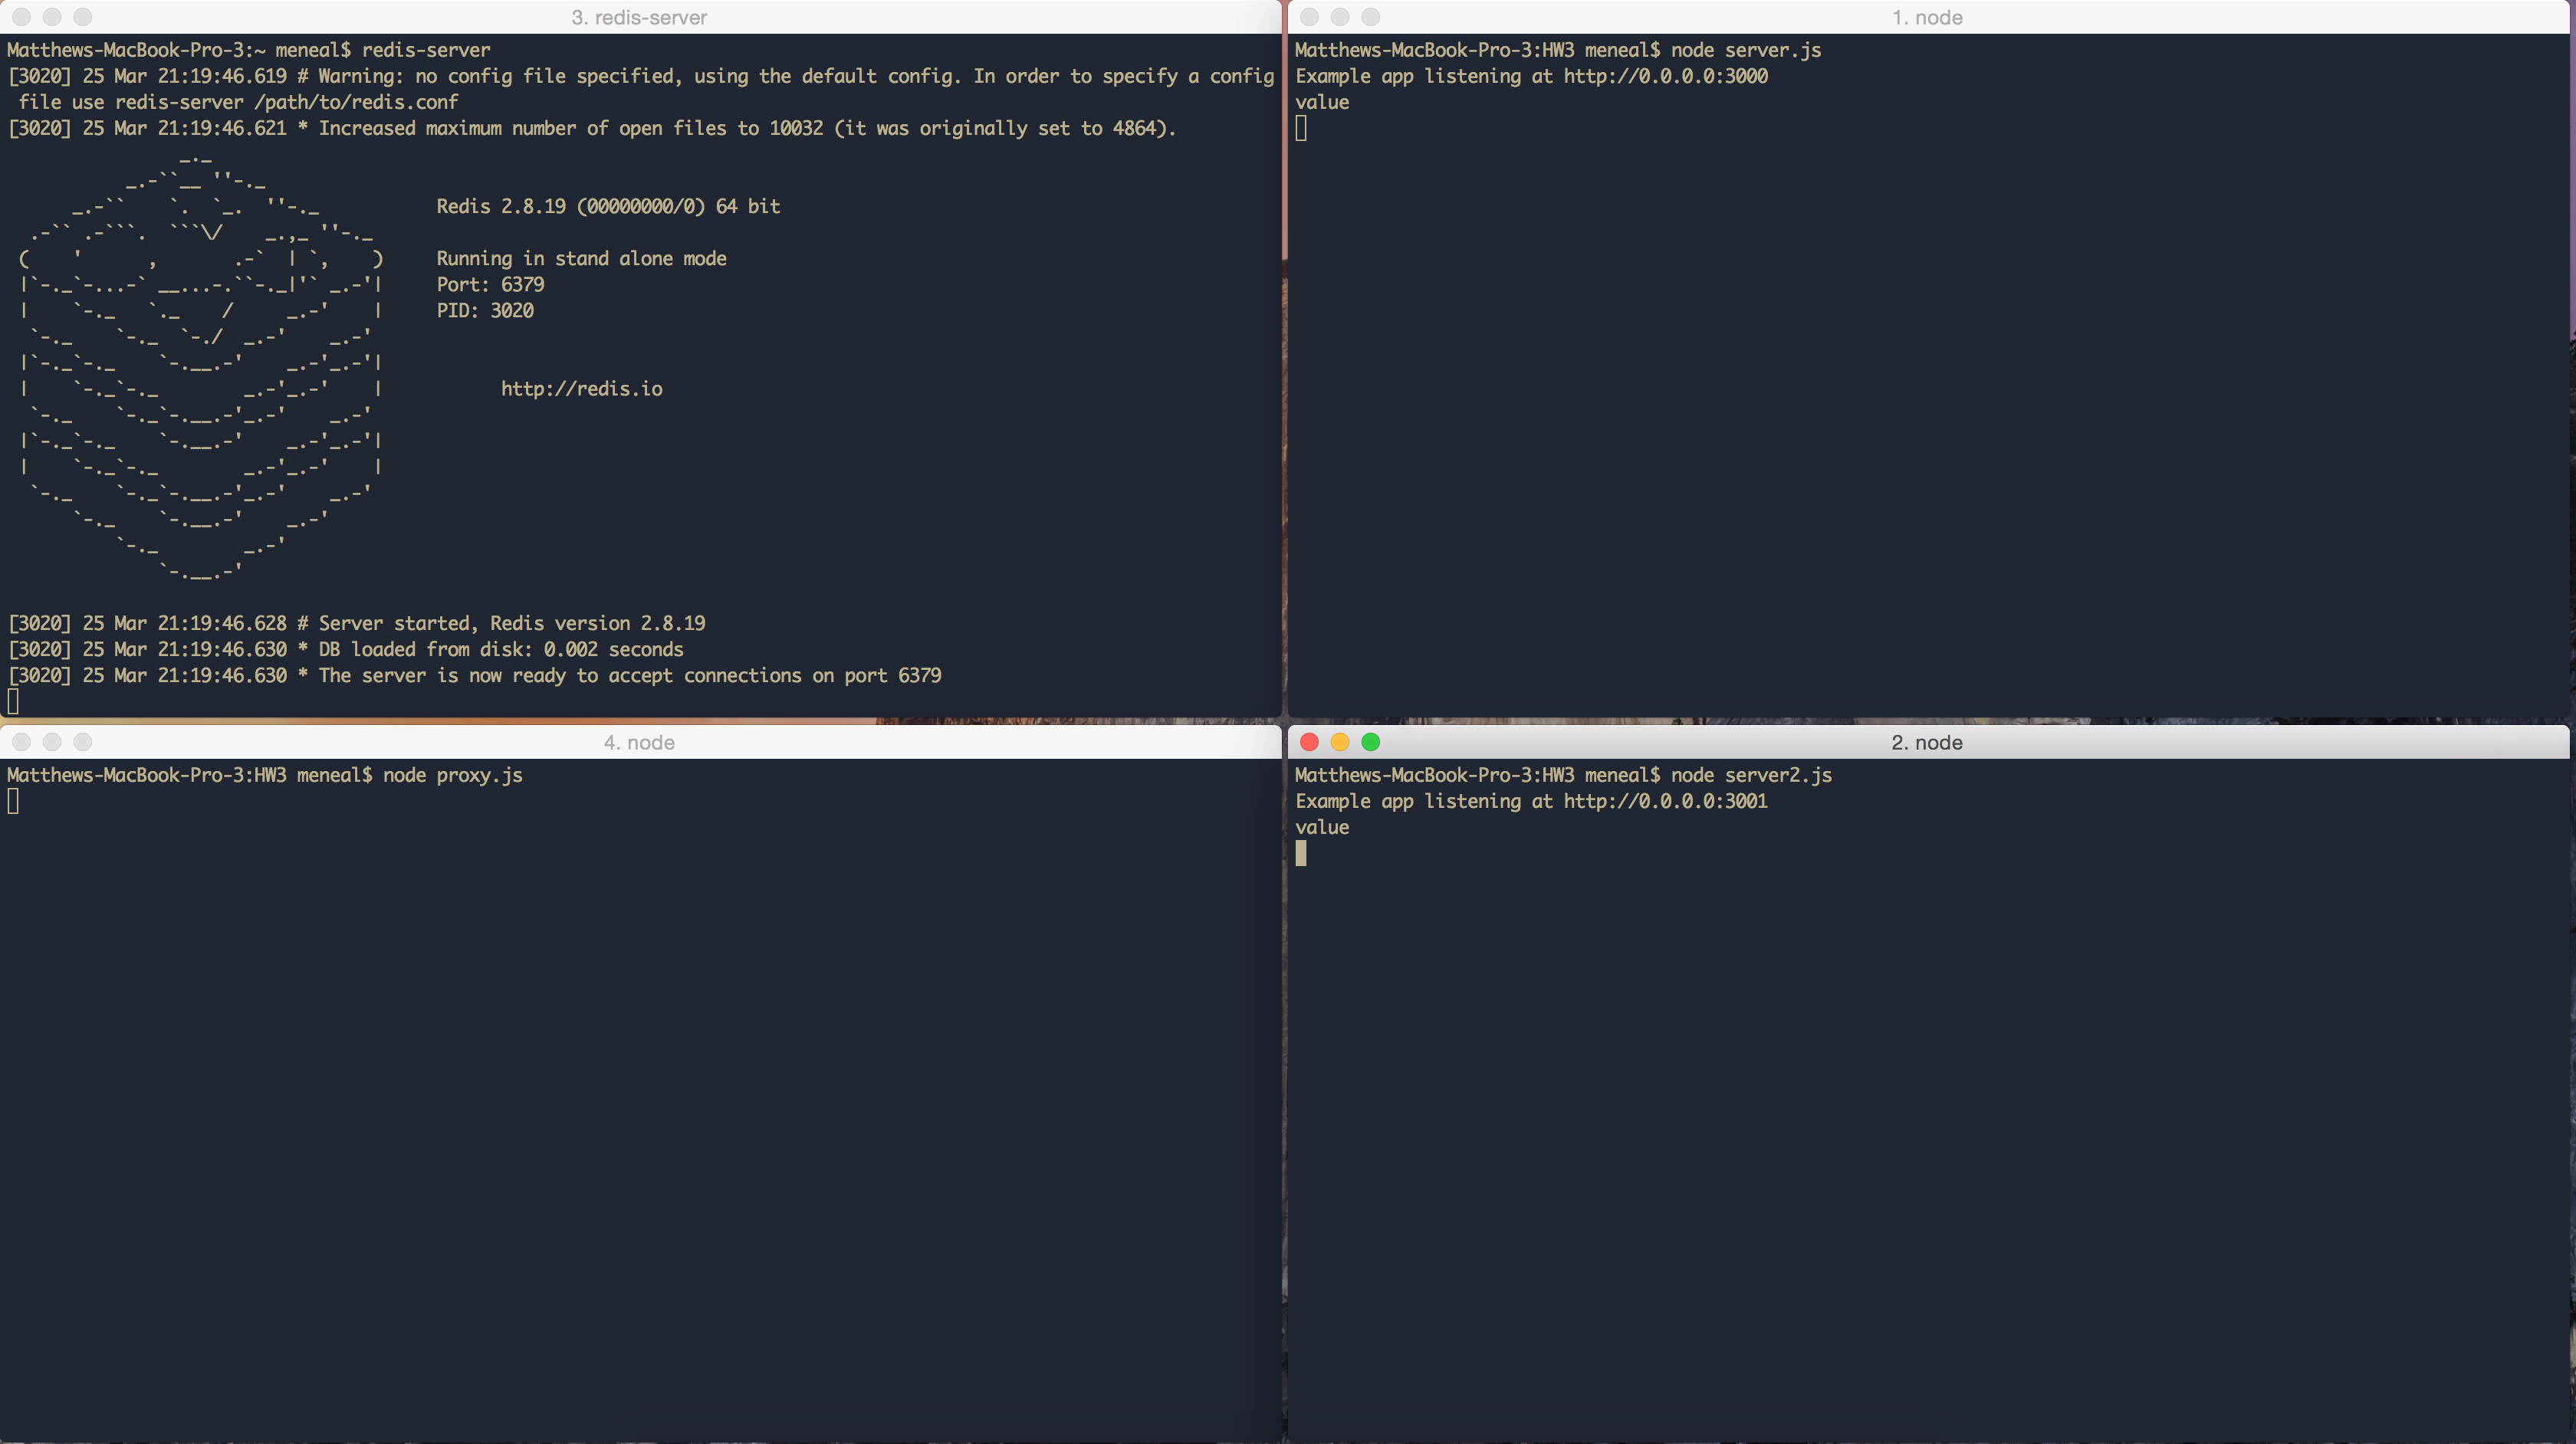 3. redis-server
Matthews-MacBook-Pro-3:~ meneal$ redis-server
[3020] 25 Mar 21:19:46.619 # Warning: no config file specified, using the default config. In order to specify a config
 file use redis-server /path/to/redis.conf
[3020] 25 Mar 21:19:46.621 * Increased maximum number of open files to 10032 (it was originally set to 4864).
Redis 2.8.19 (00000000/0) 64 bit
Running in stand alone mode
Port: 6379
PID: 3020
http://redis.io
[3020] 25 Mar 21:19:46.628 # Server started, Redis version 2.8.19
[3020] 25 Mar 21:19:46.630 * DB loaded from disk: 0.002 seconds
[3020] 25 Mar 21:19:46.630 * The server is now ready to accept connections on port 6379
1. node
Matthews-MacBook-Pro-3:HW3 meneal$ node server.js
Example app listening at http://0.0.0.0:3000
value
4. node
Matthews-MacBook-Pro-3:HW3 meneal$ node proxy.js
2. node
Matthews-MacBook-Pro-3:HW3 meneal$ node server2.js
Example app listening at http://0.0.0.0:3001
value